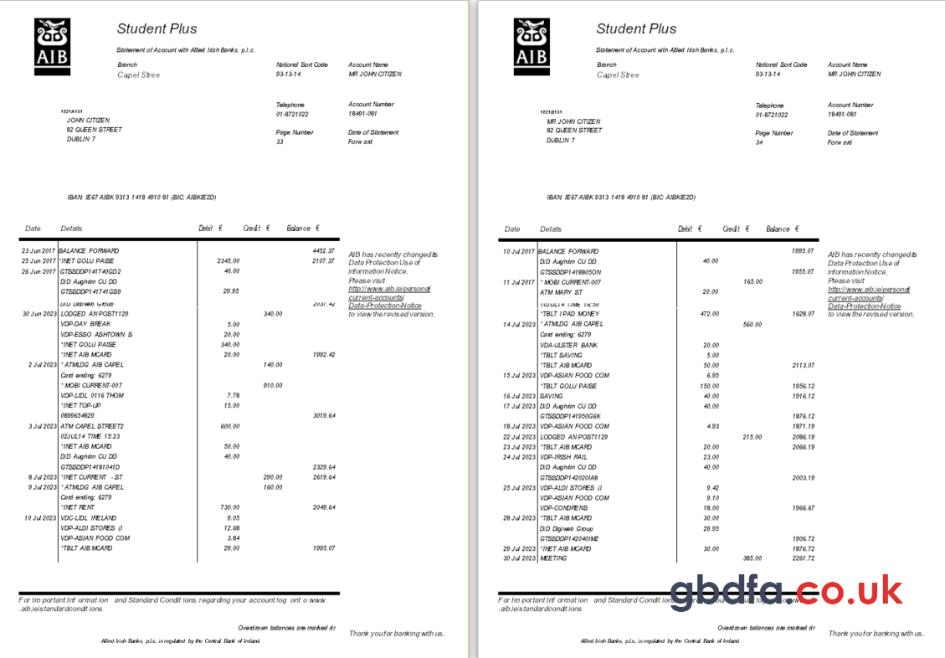 AIB
Student Plus
Statement of Account with Allied Irish Banks, p.l.c.
Branch National Sort Code Account Name
Capel Stree 93-13-14 MR JOHN CITIZEN
Telephone Account Number
01-8721022 18491-081
JOHN CITIZEN
82 QUEEN STREET
DUBLIN 7
Page Number Date of Statement
33 Forward
IBAN: IE67 AIBK 9313 1418 4910 81 (BIC: AIBKIE2D)
Date Details Debit € Credit € Balance €
23 Jun 2017 BALANCE FORWARD 4452.37
25 Jun 2017 *INET GOLU PAISE 2345.00 2107.37
26 Jun 2017 GTSSDDP141740GD2 40.00
D/D Aughrim CU DD
GTSSDDP141741GS9 29.95
D/D Digiweb Group 2037.42
30 Jun 2023 LODGED AN POST1129 340.00
VDP-DAY BREAK 5.00
VDP-ESSO ASHTOWN S 20.00
*INET GOLU PAISE 340.00
*INET AIB MCARD 20.00 1992.42
2 Jul 2023 * ATMLDG AIB CAPEL 140.00
Card ending: 6279
* MOBI CURRENT-007 910.00
VDP-LIDL 0116 THOM 7.78
*INET TOP-UP 15.00
0899654829 3019.64
3 Jul 2023 ATM CAPEL STREET2 600.00
02JUL14 TIME 15:23
*INET AIB MCARD 50.00
D/D Aughrim CU DD 40.00
GTSSDDP14181041D 2329.64
8 Jul 2023 *INET CURRENT - ST 290.00 2619.64
9 Jul 2023 * ATMLDG AIB CAPEL 160.00
Card ending: 6279
*INET RENT 730.00 2049.64
10 Jul 2023 VDC-LIDL IRELAND 9.05
VDP-ALDI STORES (I 12.68
VDP-ASIAN FOOD COM 3.84
*TBLT AIB MCARD 29.00 1995.07
AIB has recently changed its
Data Protection Use of
Information Notice.
Please visit
http://www.aib.ie/personal
current-accounts/
Data-Protection-Notice
to view the revised version.
For Important Information and Standard Conditions regarding your account log onto www
.aib.ie/standardconditions
Overdrawn balances are marked dr
Thank you for banking with us.
Allied Irish Banks, p.l.c. is regulated by the Central Bank of Ireland.
AIB
Student Plus
Statement of Account with Allied Irish Banks, p.l.c.
Branch National Sort Code Account Name
Capel Stree 93-13-14 MR JOHN CITIZEN
Telephone Account Number
01-8721022 18491-081
MR JOHN CITIZEN
82 QUEEN STREET
DUBLIN 7
Page Number Date of Statement
34 Forward
IBAN: IE67 AIBK 9313 1418 4910 81 (BIC: AIBKIE2D)
Date Details Debit € Credit € Balance €
10 Jul 2017 BALANCE FORWARD 1995.07
D/D Aughrim CU DD 40.00
GTSSDDP1418805ON 1955.07
11 Jul 2017 * MOBI CURRENT-007 165.00
ATM MARY ST 20.00
10JUL14 TIME 16:50
*TBLT IPAD MONEY 472.00 1628.07
14 Jul 2023 * ATMLDG AIB CAPEL 560.00
Card ending: 6279
VDA-ULSTER BANK 20.00
*TBLT SAVING 5.00
*TBLT AIB MCARD 50.00 2113.07
15 Jul 2023 VDP-ASIAN FOOD COM 6.95
*TBLT GOLU PAISE 150.00 1956.12
16 Jul 2023 SAVING 40.00 1916.12
17 Jul 2023 D/D Aughrim CU DD 40.00
GTSSDDP141950G6K 1876.12
18 Jul 2023 VDP-ASIAN FOOD COM 4.93 1871.19
22 Jul 2023 LODGED AN POST1129 215.00 2086.19
23 Jul 2023 *TBLT AIB MCARD 20.00 2066.19
24 Jul 2023 VDP-IRISH RAIL 23.00
D/D Aughrim CU DD 40.00
GTSSDDP142020IA8 2003.19
25 Jul 2023 VDP-ALDI STORES (I 9.42
VDP-ASIAN FOOD COM 9.10
VDP-CONDRENS 18.00 1966.67
28 Jul 2023 *TBLT AIB MCARD 30.00
D/D Digiweb Group 29.95
GTSSDDP142040IMZ 1906.72
29 Jul 2023 *INET AIB MCARD 30.00 1876.72
30 Jul 2023 MEETING 385.00 2261.72
AIB has recently changed its
Data Protection Use of
Information Notice.
Please visit
http://www.aib.ie/personal
current-accounts/
Data-Protection-Notice
to view the revised version.
gbdfa.co.uk
For Important Information and Standard Conditions
.aib.ie/standardconditions
Overdrawn balances are marked dr
Thank you for banking with us.
Allied Irish Banks, p.l.c. is regulated by the Central Bank of Ireland.